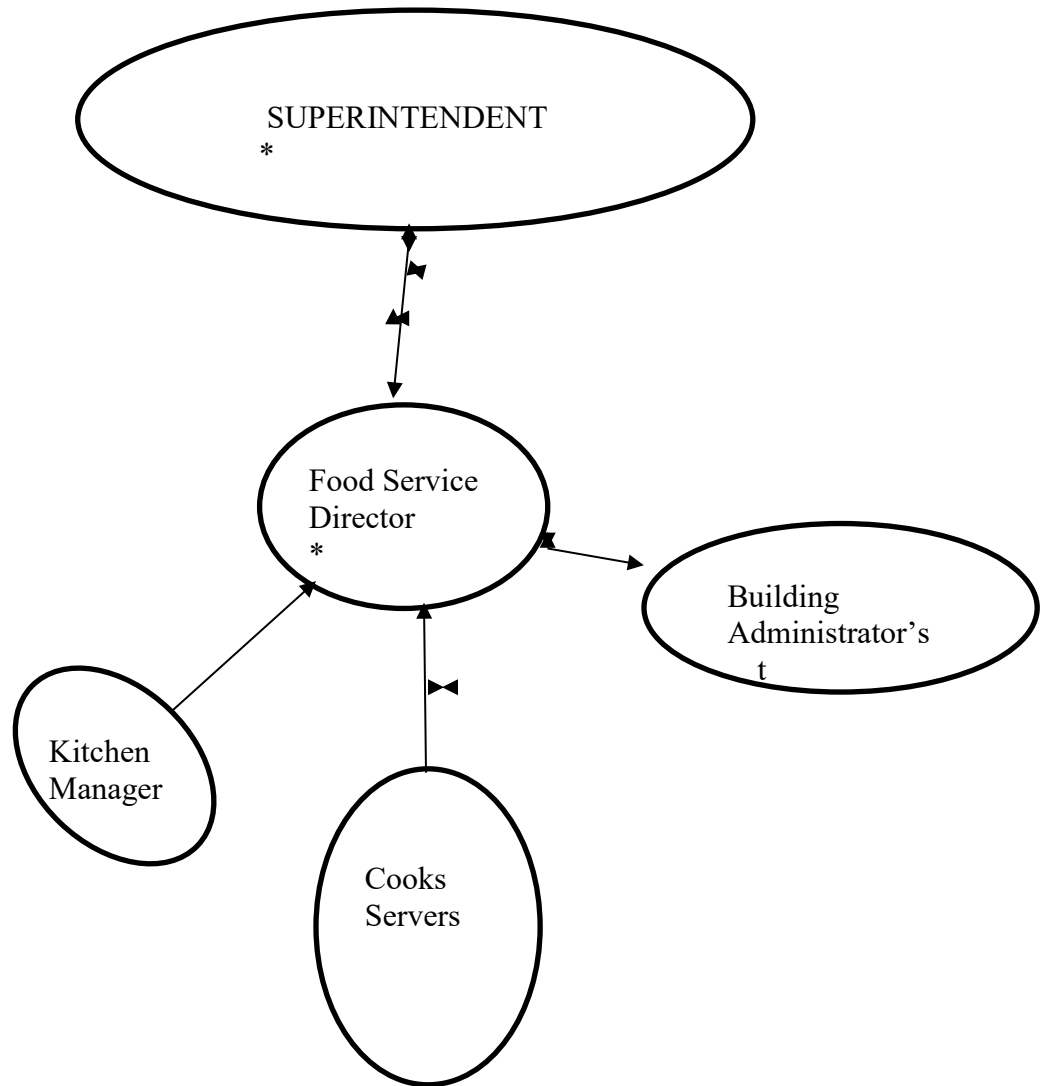 SUPERINTENDENT
*
Food Service
Director
*
Building
Administrator’s
t
Kitchen
Manager
Cooks
Servers